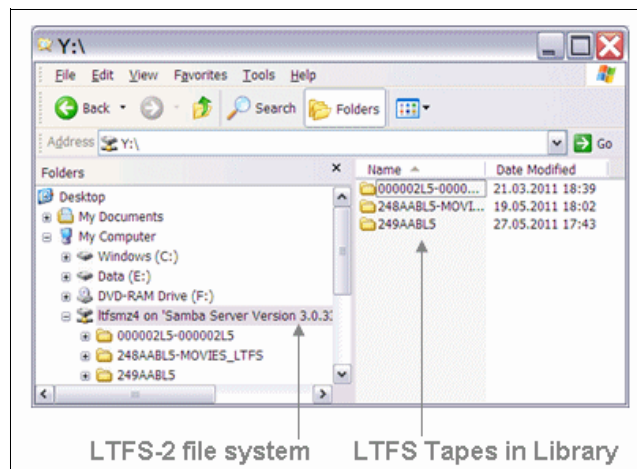 Y:\
File Edit View Favorites Tools Help
Back Search Folders
Address Y:\ Go
Folders × Name Date Modified
Desktop
My Documents
My Computer
Windows (C:)
Data (E:)
DVD-RAM Drive (F:)
ltfsmz4 on 'Samba Server Version 3.0.33
000002L5-000002L5
248AABL5-MOVIES_LTFS
249AABL5
000002L5-0000... 21.03.2011 18:39
248AABL5-MOVI... 19.05.2011 18:02
249AABL5 27.05.2011 17:43
LTFS-2 file system LTFS Tapes in Library